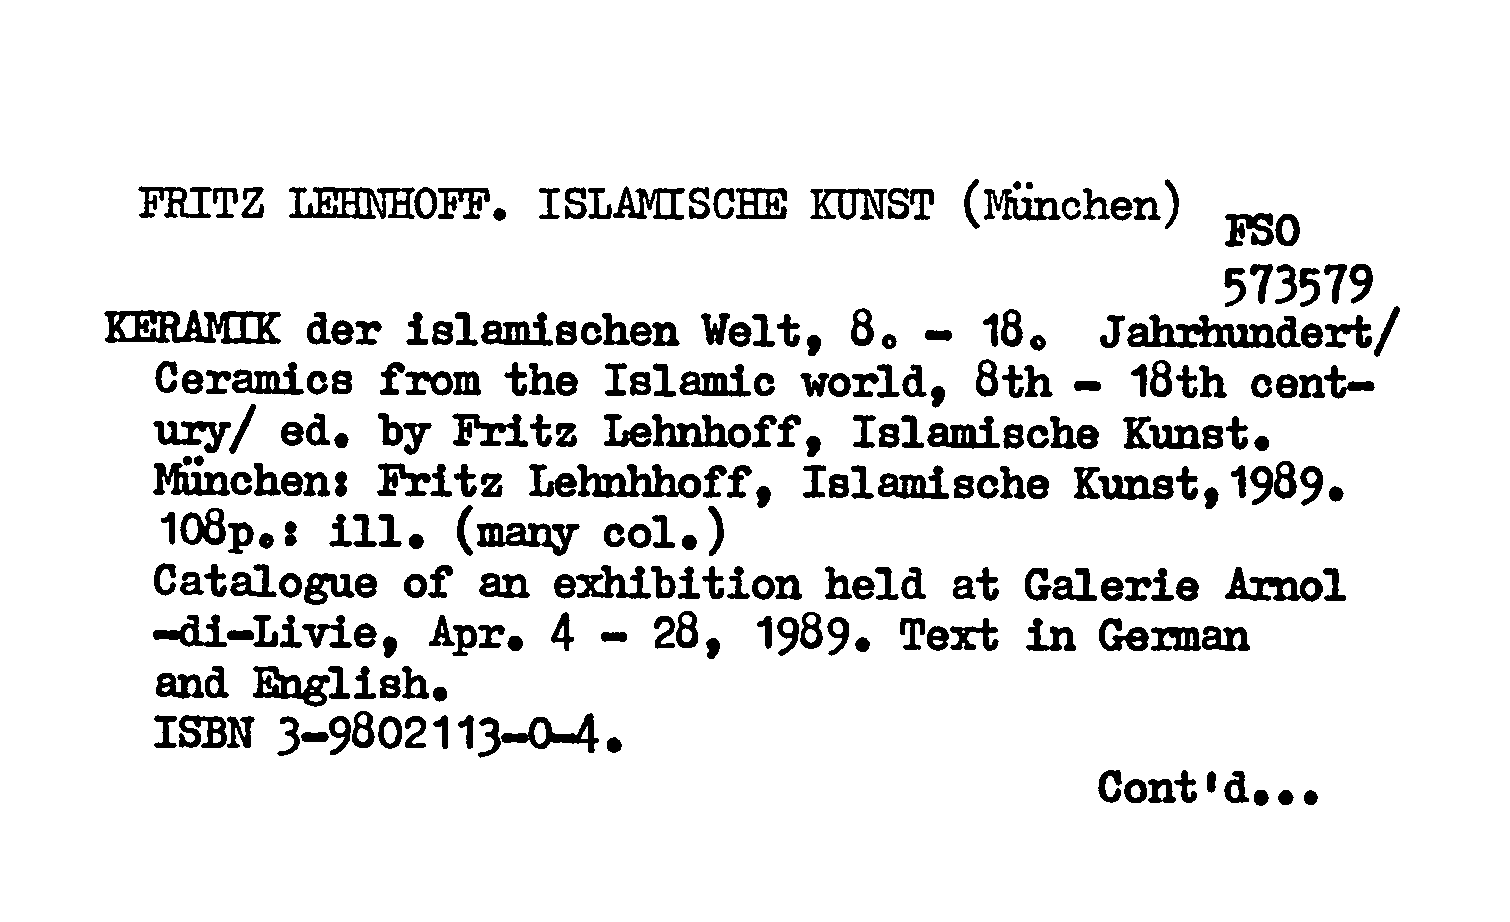 FRITZ LEHNHOFF. ISLAMISCHE KUNST (München)
FSO
573579
KERAMIK der islamischen Welt, 8. - 18. Jahrhundert/
Ceramics from the Islamic world, 8th - 18th cent-
ury/ ed. by Fritz Lehnhoff, Islamische Kunst.
München: Fritz Lehnhhoff, Islamische Kunst,1989.
108p.: ill. (many col.)
Catalogue of an exhibition held at Galerie Arnol
-di-Livie, Apr. 4 - 28, 1989. Text in German
and English.
ISBN 3-9802113-0-4.
Cont'd...